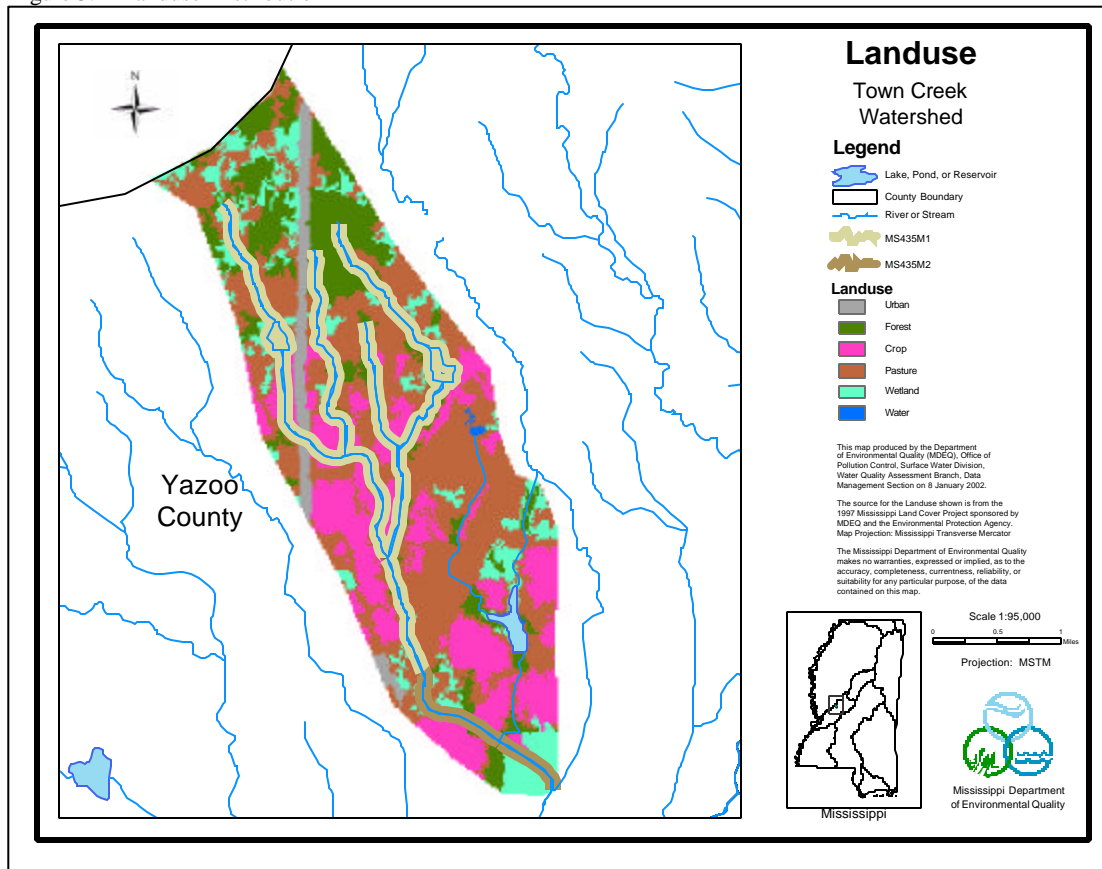 N
Yazoo
County
Landuse
Town Creek
Watershed
Legend
Lake, Pond, or Reservoir
County Boundary
River or Stream
MS435M1
MS435M2
Landuse
Urban
Forest
Crop
Pasture
Wetland
Water
This map produced by the Department
of Environmental Quality (MDEQ), Office of
Pollution Control, Surface Water Division,
Water Quality Assessment Branch, Data
Management Section on 8 January 2002.
The source for the Landuse shown is from the
1997 Mississippi Land Cover Project sponsored by
MDEQ and the Environmental Protection Agency.
Map Projection: Mississippi Transverse Mercator
The Mississippi Department of Environmental Quality
makes no warranties, expressed or implied, as to the
accuracy, completeness, currentness, reliability, or
suitability for any particular purpose, of the data
contained on this map.
Scale 1:95,000
0 0.5 1
Miles
Projection: MSTM
Mississippi
Mississippi Department
of Environmental Quality